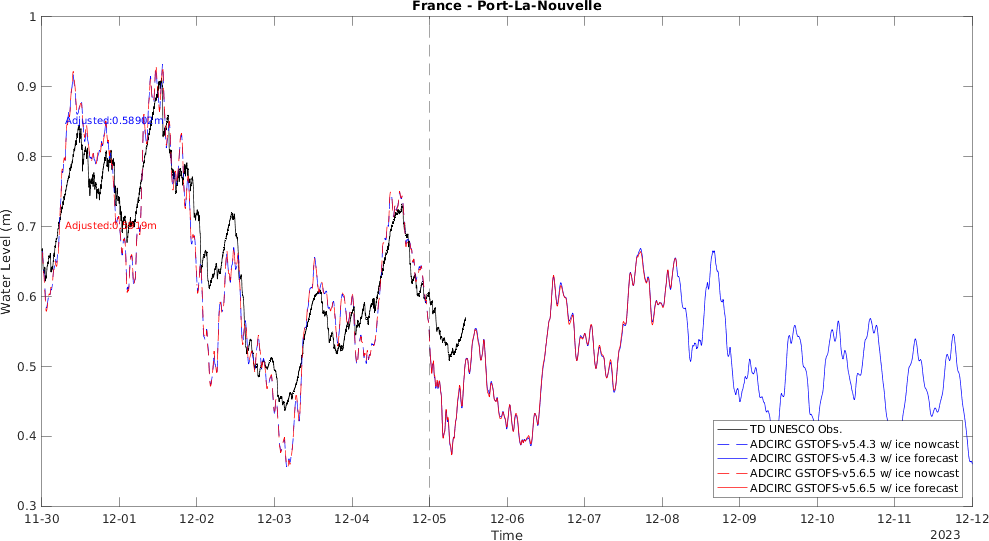 France - Port-La-Nouvelle
1
0.9
0.8
0.7
0.6
0.5
0.4
0.3
Water Level (m)
Adjusted:0.58902m
TD UNESCO Obs.
ADCIRC GSTOFS-v5.4.3 w/ ice nowcast
ADCIRC GSTOFS-v5.4.3 w/ ice forecast
ADCIRC GSTOFS-v5.6.5 w/ ice nowcast
ADCIRC GSTOFS-v5.6.5 w/ ice forecast
11-30 12-01 12-02 12-03 12-04 12-05 12-06 12-07 12-08 12-09 12-10 12-11 12-12
Time
2023